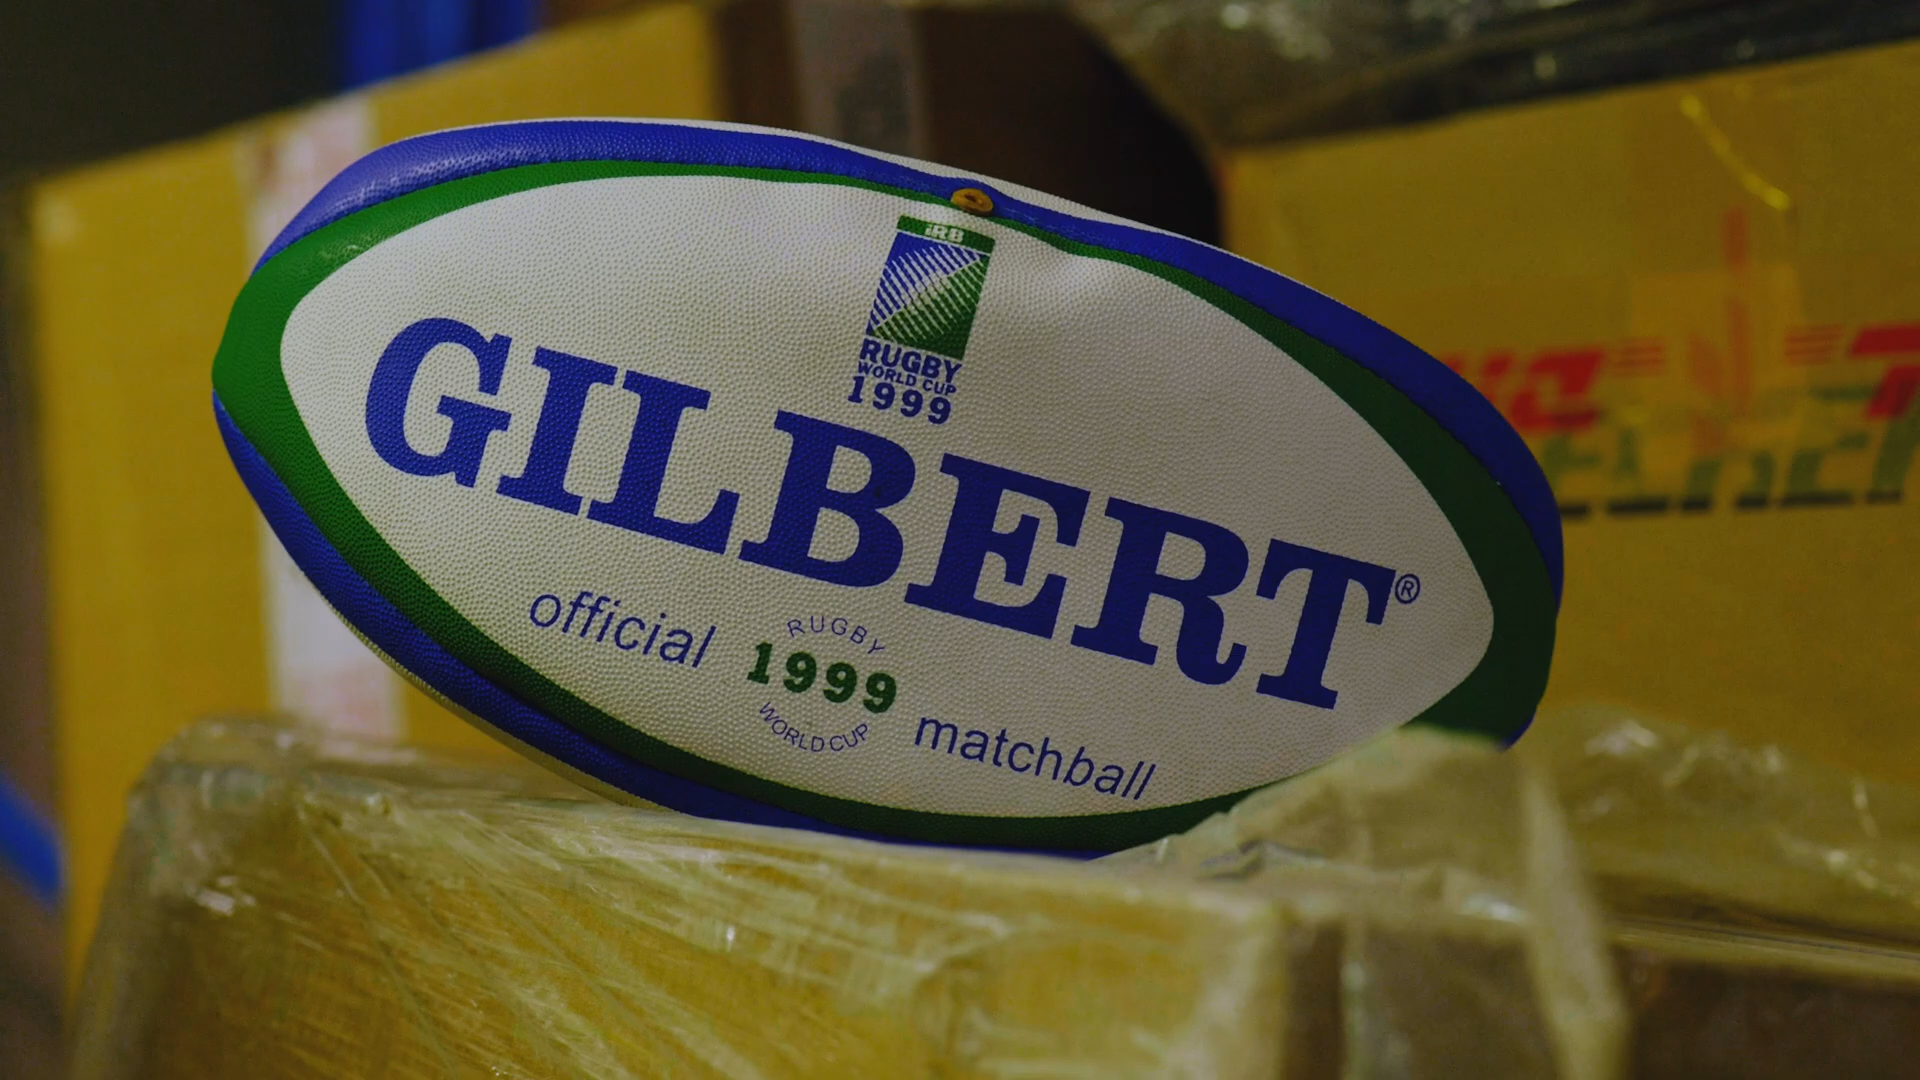 iRB
RUGBY
WORLD CUP
1999
GILBERT®
official
RUGBY
1999
WORLD CUP
matchball